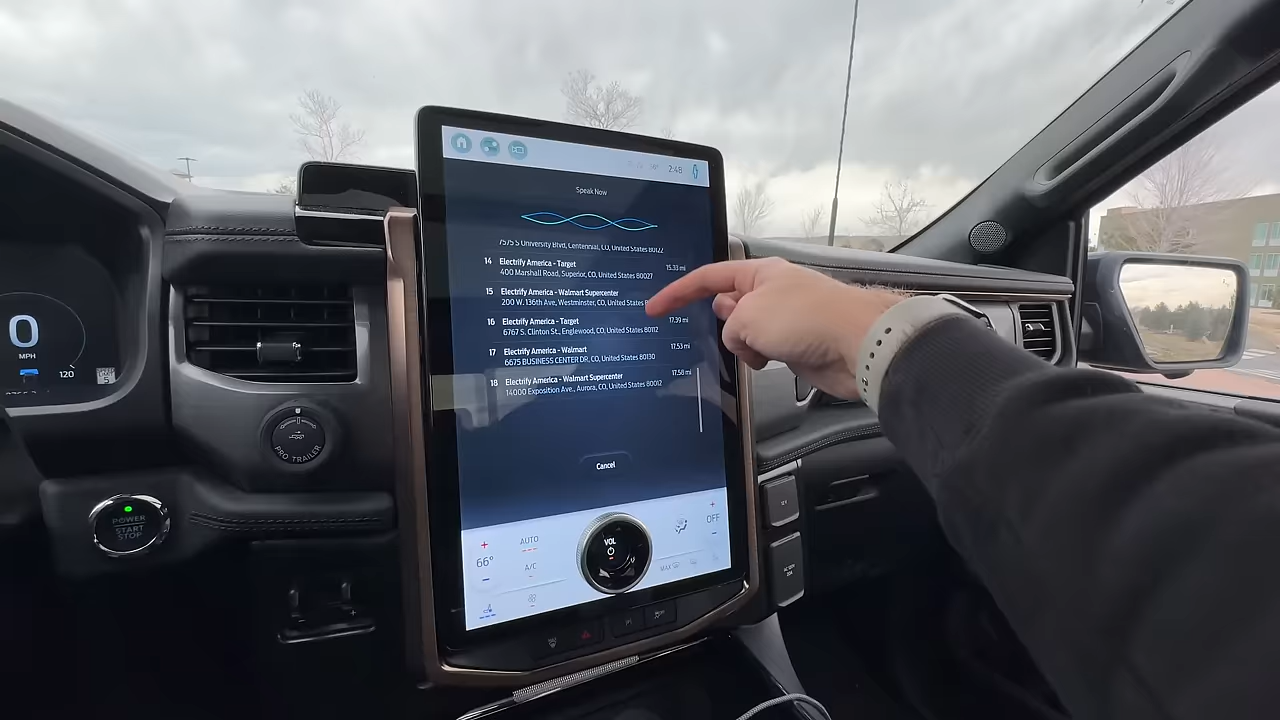 2:48
Speak Now
7575 S University Blvd, Centennial, CO, United States 80122
14 Electrify America - Target
400 Marshall Road, Superior, CO, United States 80027
15.33 mi
15 Electrify America - Walmart Supercenter
200 W. 136th Ave, Westminster, CO, United States
16 Electrify America - Target
6767 S. Clinton St., Englewood, CO, United States 80112
17.39 mi
17 Electrify America - Walmart
6675 BUSINESS CENTER DR, CO, United States 80130
17.53 mi
18 Electrify America - Walmart Supercenter
14000 Exposition Ave., Aurora, CO, United States 80012
17.58 mi
Cancel
+
66°
-
AUTO
A/C
VOL
MAX
+
OFF
-
0
MPH
120
5
PRO TRAILER
POWER
START
STOP
12V